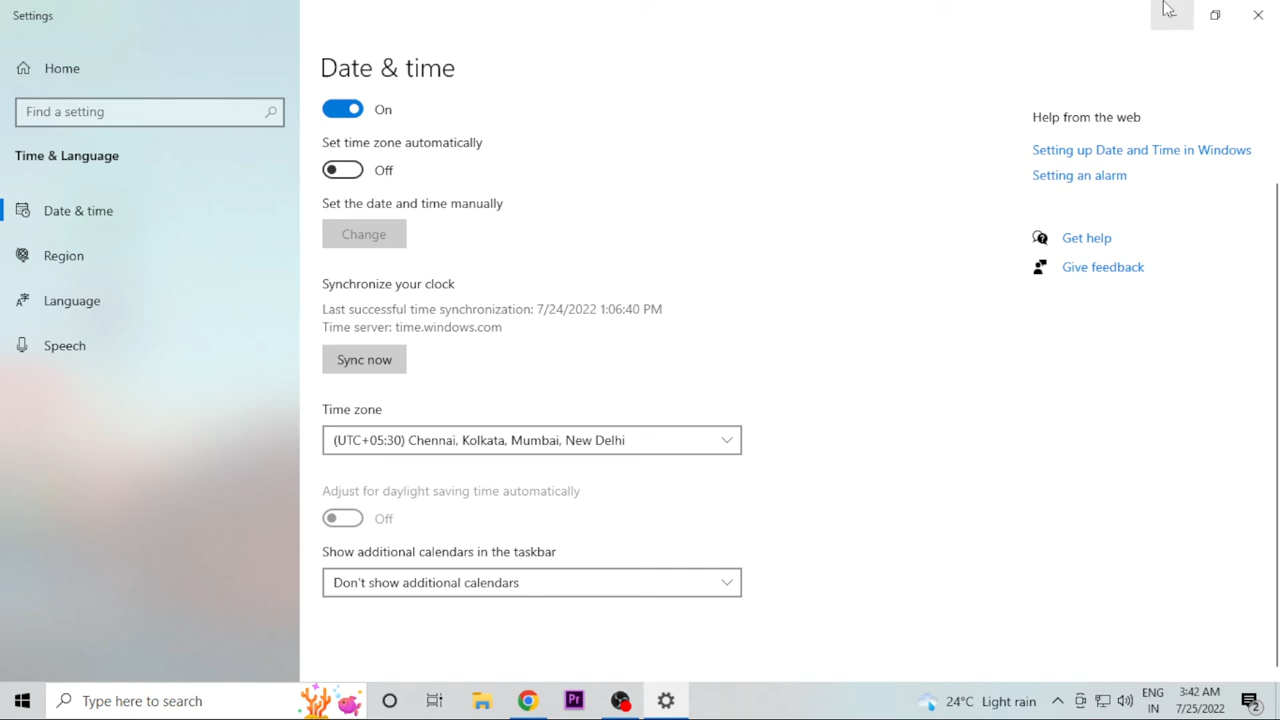 Settings
Home
Find a setting
Time & Language
Date & time
Region
Language
Speech
Date & time
On
Set time zone automatically
Off
Set the date and time manually
Change
Synchronize your clock
Last successful time synchronization: 7/24/2022 1:06:40 PM
Time server: time.windows.com
Sync now
Time zone
(UTC+05:30) Chennai, Kolkata, Mumbai, New Delhi
Adjust for daylight saving time automatically
Off
Show additional calendars in the taskbar
Don't show additional calendars
Help from the web
Setting up Date and Time in Windows
Setting an alarm
Get help
Give feedback
Type here to search
Pr
24°C Light rain
ENG
IN
3:42 AM
7/25/2022
2